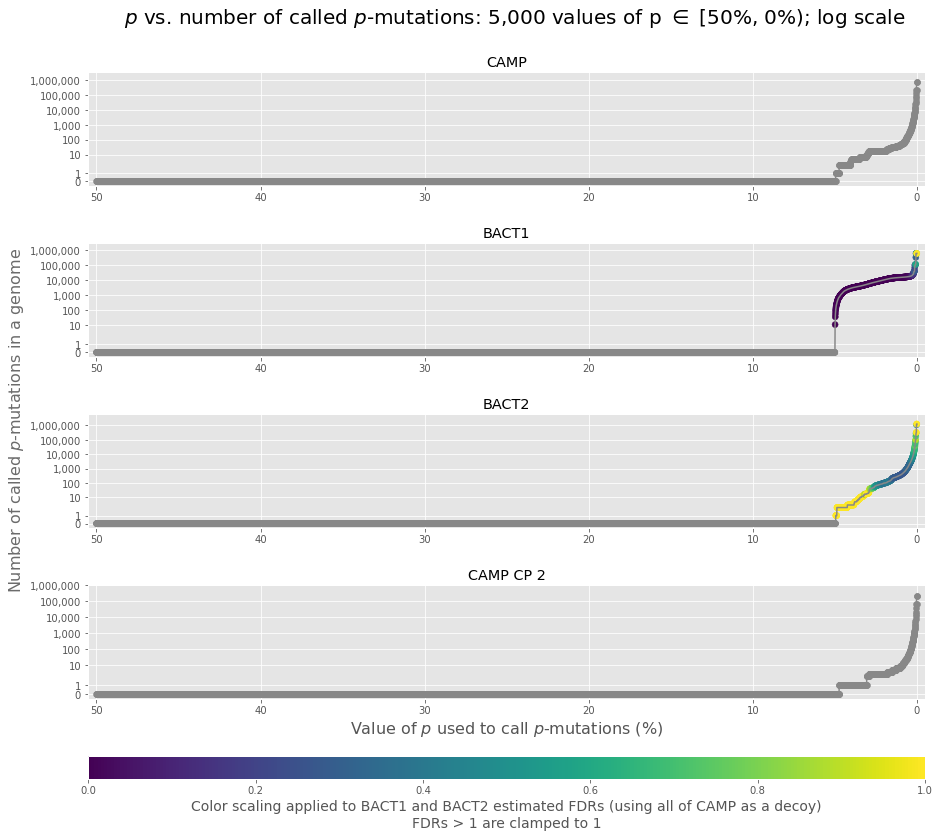 p vs. number of called p-mutations: 5,000 values of p ∈ [50%, 0%); log scale
Number of called p-mutations in a genome
CAMP
1,000,000
100,000
10,000
1,000
100
10
1
0
50 40 30 20 10 0
BACT1
1,000,000
100,000
10,000
1,000
100
10
1
0
50 40 30 20 10 0
BACT2
1,000,000
100,000
10,000
1,000
100
10
1
0
50 40 30 20 10 0
CAMP CP 2
1,000,000
100,000
10,000
1,000
100
10
1
0
50 40 30 20 10 0
Value of p used to call p-mutations (%)
0.0 0.2 0.4 0.6 0.8 1.0
Color scaling applied to BACT1 and BACT2 estimated FDRs (using all of CAMP as a decoy)
FDRs > 1 are clamped to 1